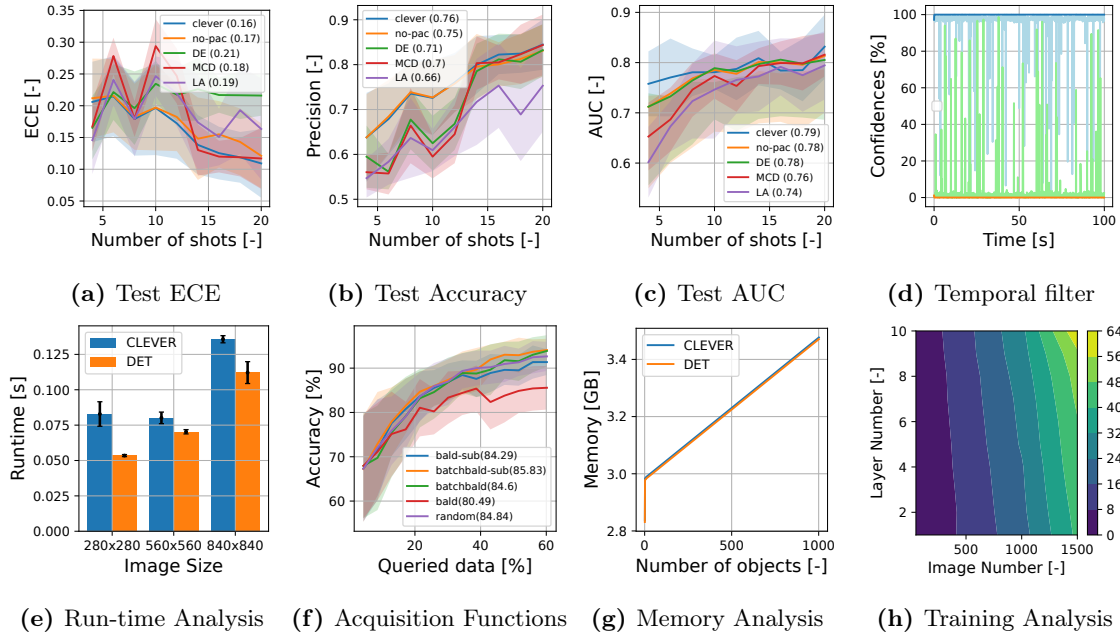 ECE [-]
0.35
0.30
0.25
0.20
0.15
0.10
0.05
clever (0.16)
no-pac (0.17)
DE (0.21)
MCD (0.18)
LA (0.19)
5 10 15 20
Number of shots [-]
(a) Test ECE
Precision [-]
0.9
0.8
0.7
0.6
0.5
clever (0.76)
no-pac (0.75)
DE (0.71)
MCD (0.7)
LA (0.66)
5 10 15 20
Number of shots [-]
(b) Test Accuracy
AUC [-]
0.9
0.8
0.7
0.6
clever (0.79)
no-pac (0.78)
DE (0.78)
MCD (0.76)
LA (0.74)
5 10 15 20
Number of shots [-]
(c) Test AUC
Confidences [%]
100
80
60
40
20
0
0 50 100
Time [s]
(d) Temporal filter
Runtime [s]
0.125
0.100
0.075
0.050
0.025
0.000
CLEVER
DET
280x280 560x560 840x840
Image Size
(e) Run-time Analysis
Accuracy [%]
90
80
70
60
bald-sub(84.29)
batchbald-sub(85.83)
batchbald(84.6)
bald(80.49)
random(84.84)
0 20 40 60
Queried data [%]
(f) Acquisition Functions
Memory [GB]
3.4
3.2
3.0
2.8
CLEVER
DET
0 500 1000
Number of objects [-]
(g) Memory Analysis
Layer Number [-]
10
8
6
4
2
500 1000 1500
Image Number [-]
64
56
48
40
32
24
16
8
0
(h) Training Analysis